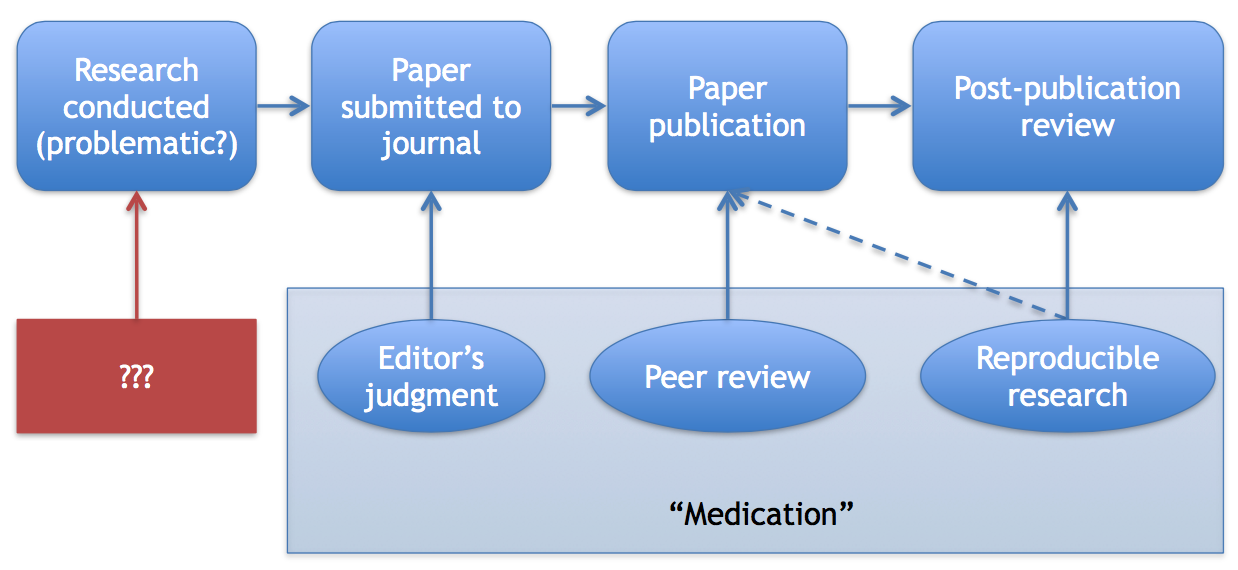 Research
conducted
(problematic?)
Paper
submitted to
journal
Paper
publication
Post-publication
review
???
Editor’s
judgment
Peer review
Reproducible
research
“Medication”